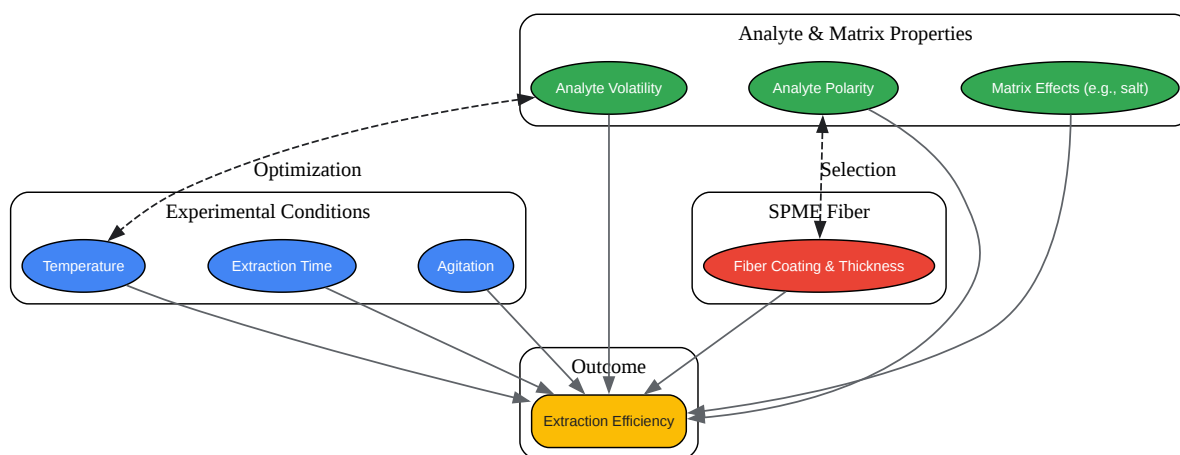 Analyte & Matrix Properties
Analyte Volatility
Analyte Polarity
Matrix Effects (e.g., salt)
Optimization
Selection
Experimental Conditions
SPME Fiber
Temperature
Extraction Time
Agitation
Fiber Coating & Thickness
Outcome
Extraction Efficiency